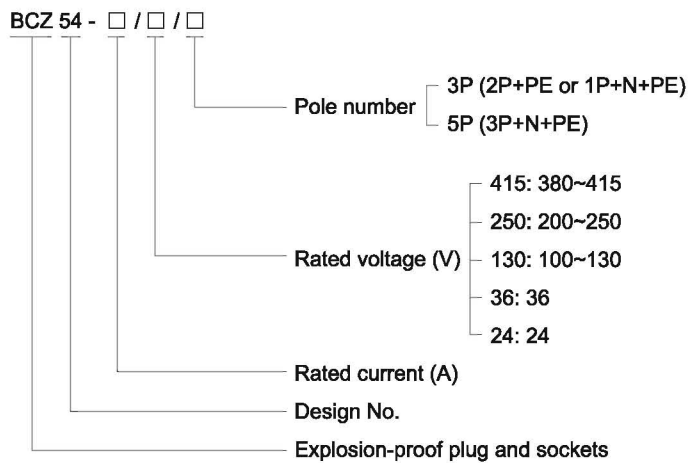 BCZ 54 - □ / □ / □
3P (2P+PE or 1P+N+PE)
Pole number
5P (3P+N+PE)
415: 380~415
250: 200~250
Rated voltage (V)
130: 100~130
36: 36
24: 24
Rated current (A)
Design No.
Explosion-proof plug and sockets